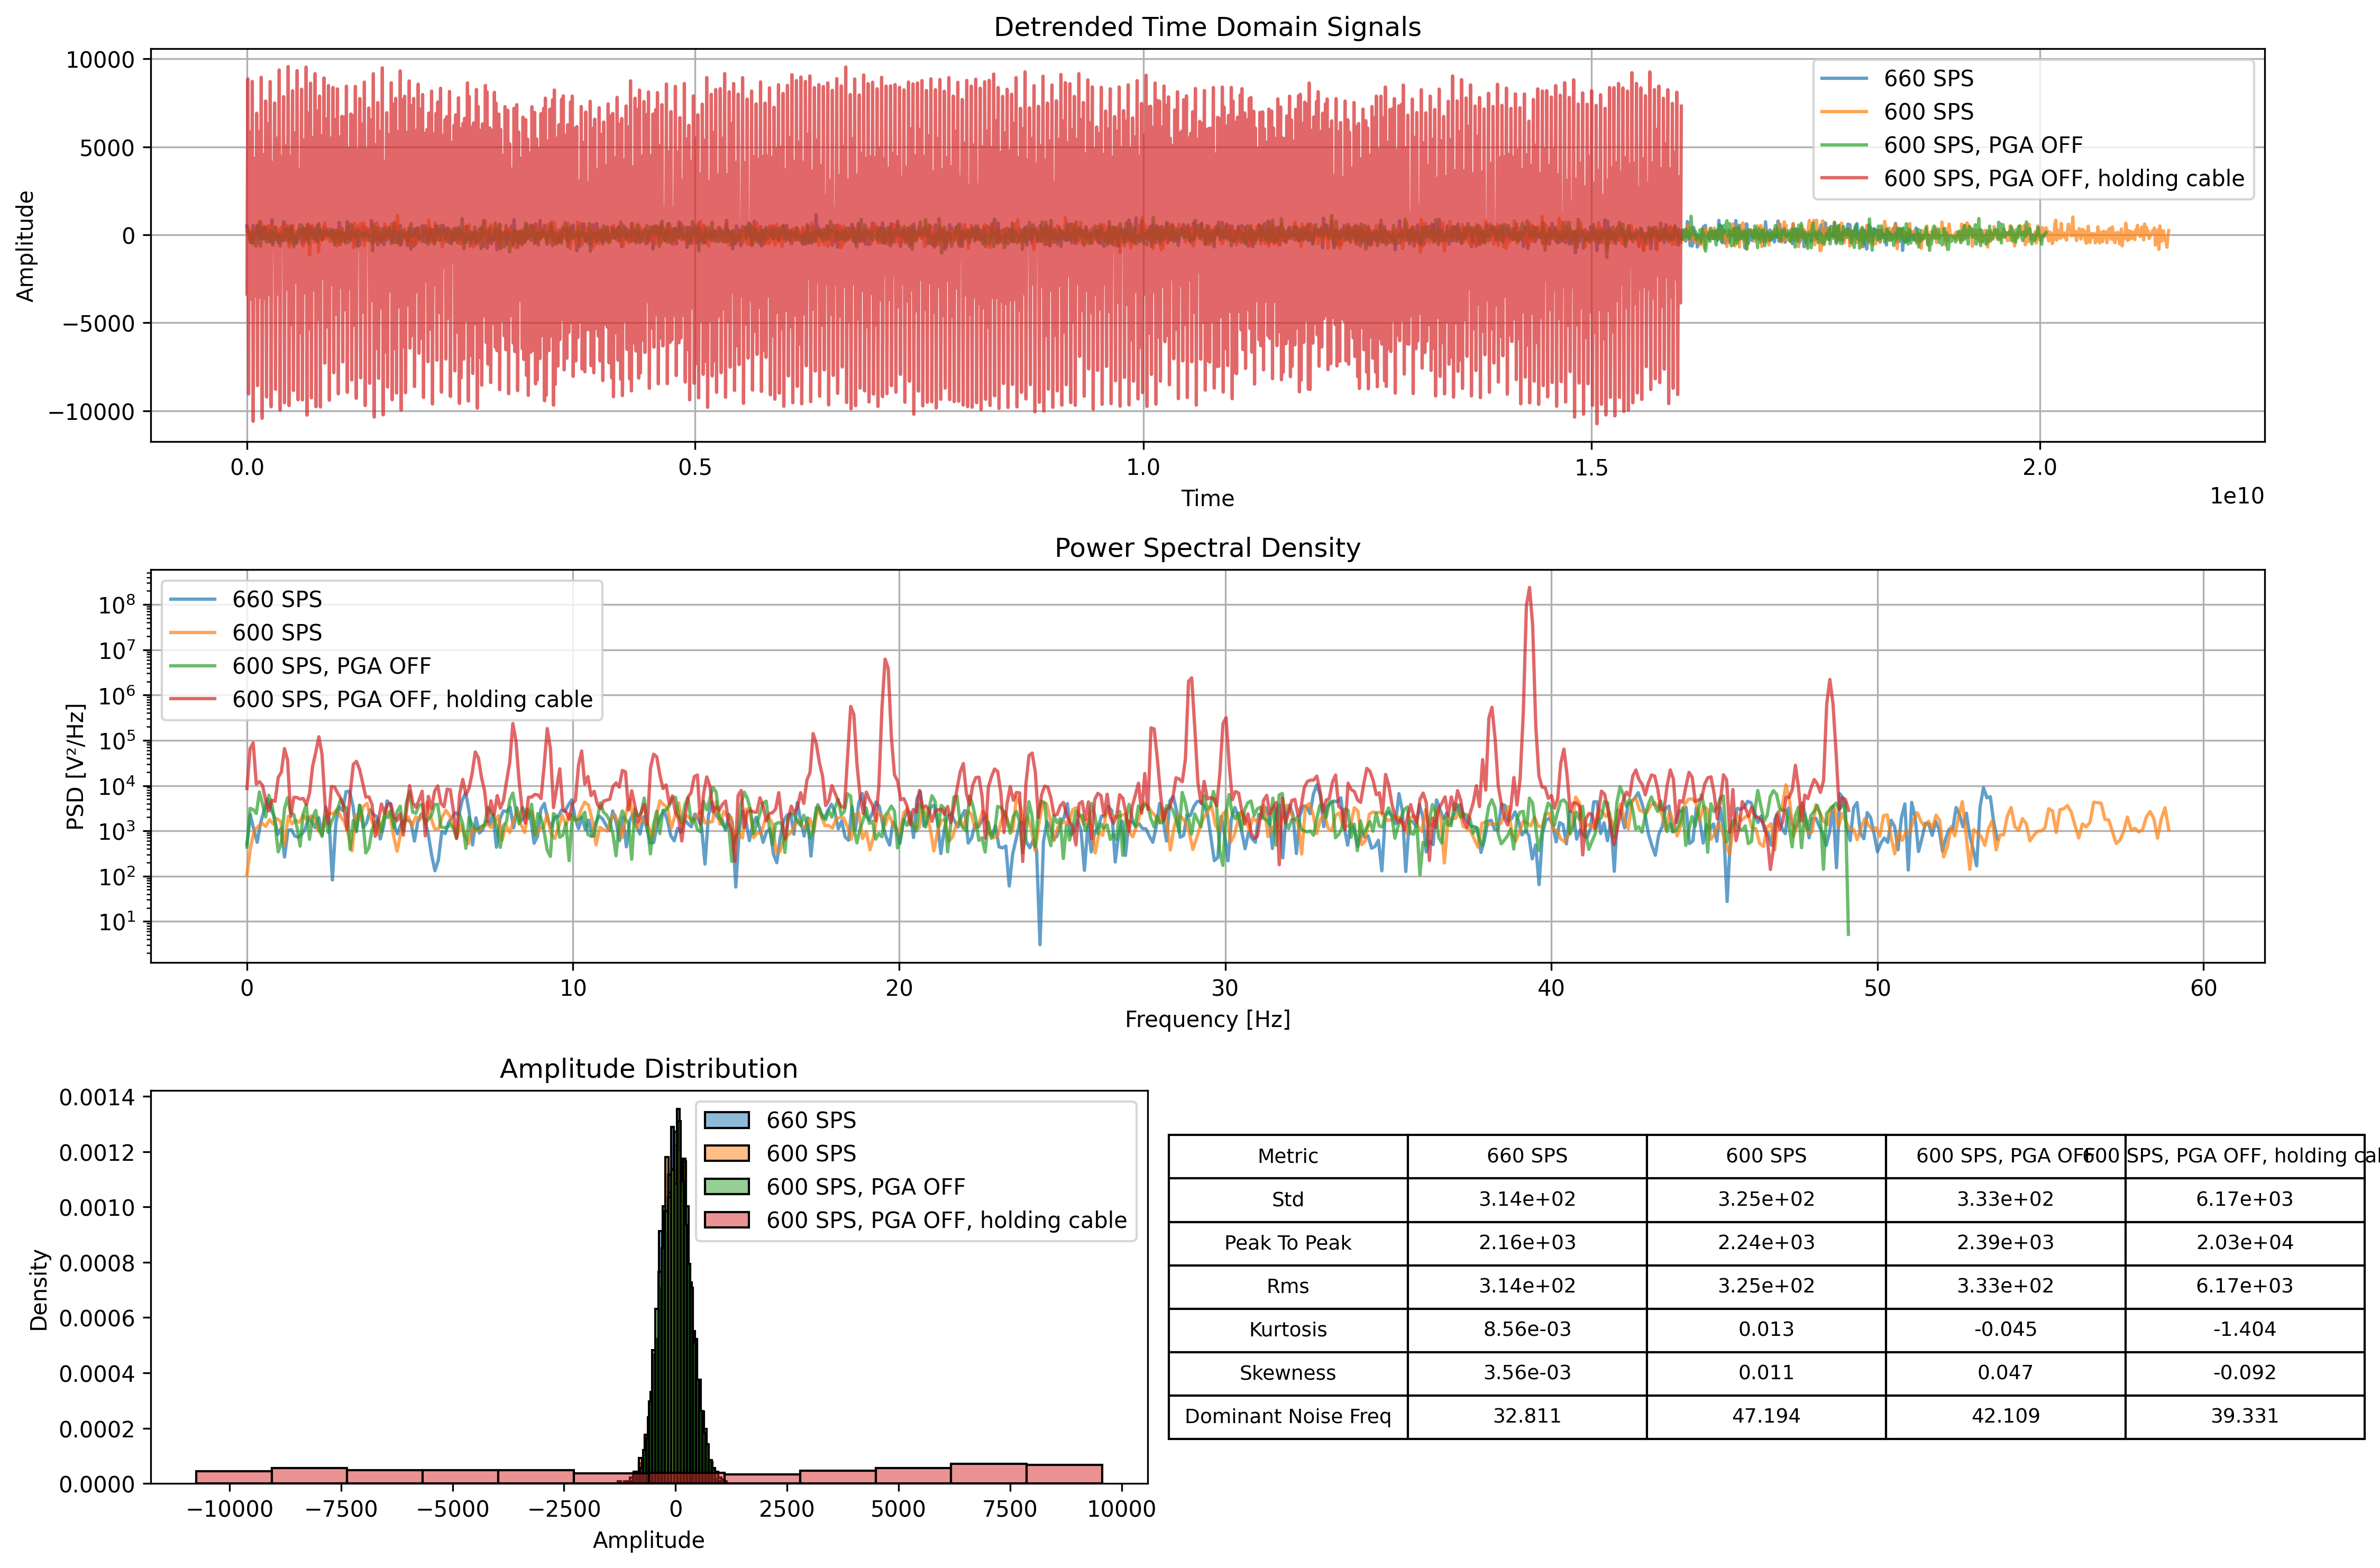 Detrended Time Domain Signals
10000
5000
0
−5000
−10000
Amplitude
660 SPS
600 SPS
600 SPS, PGA OFF
600 SPS, PGA OFF, holding cable
0.0 0.5 1.0 1.5 2.0
1e10
Time
Power Spectral Density
10⁸
10⁷
10⁶
10⁵
10⁴
10³
10²
10¹
PSD [V²/Hz]
660 SPS
600 SPS
600 SPS, PGA OFF
600 SPS, PGA OFF, holding cable
0 10 20 30 40 50 60
Frequency [Hz]
Amplitude Distribution
0.0014
0.0012
0.0010
0.0008
0.0006
0.0004
0.0002
0.0000
Density
660 SPS
600 SPS
600 SPS, PGA OFF
600 SPS, PGA OFF, holding cable
−10000 −7500 −5000 −2500 0 2500 5000 7500 10000
Amplitude
Metric 660 SPS 600 SPS 600 SPS, PGA OFF 600 SPS, PGA OFF, holding
Std 3.14e+02 3.25e+02 3.33e+02 6.17e+03
Peak To Peak 2.16e+03 2.24e+03 2.39e+03 2.03e+04
Rms 3.14e+02 3.25e+02 3.33e+02 6.17e+03
Kurtosis 8.56e-03 0.013 -0.045 -1.404
Skewness 3.56e-03 0.011 0.047 -0.092
Dominant Noise Freq 32.811 47.194 42.109 39.331